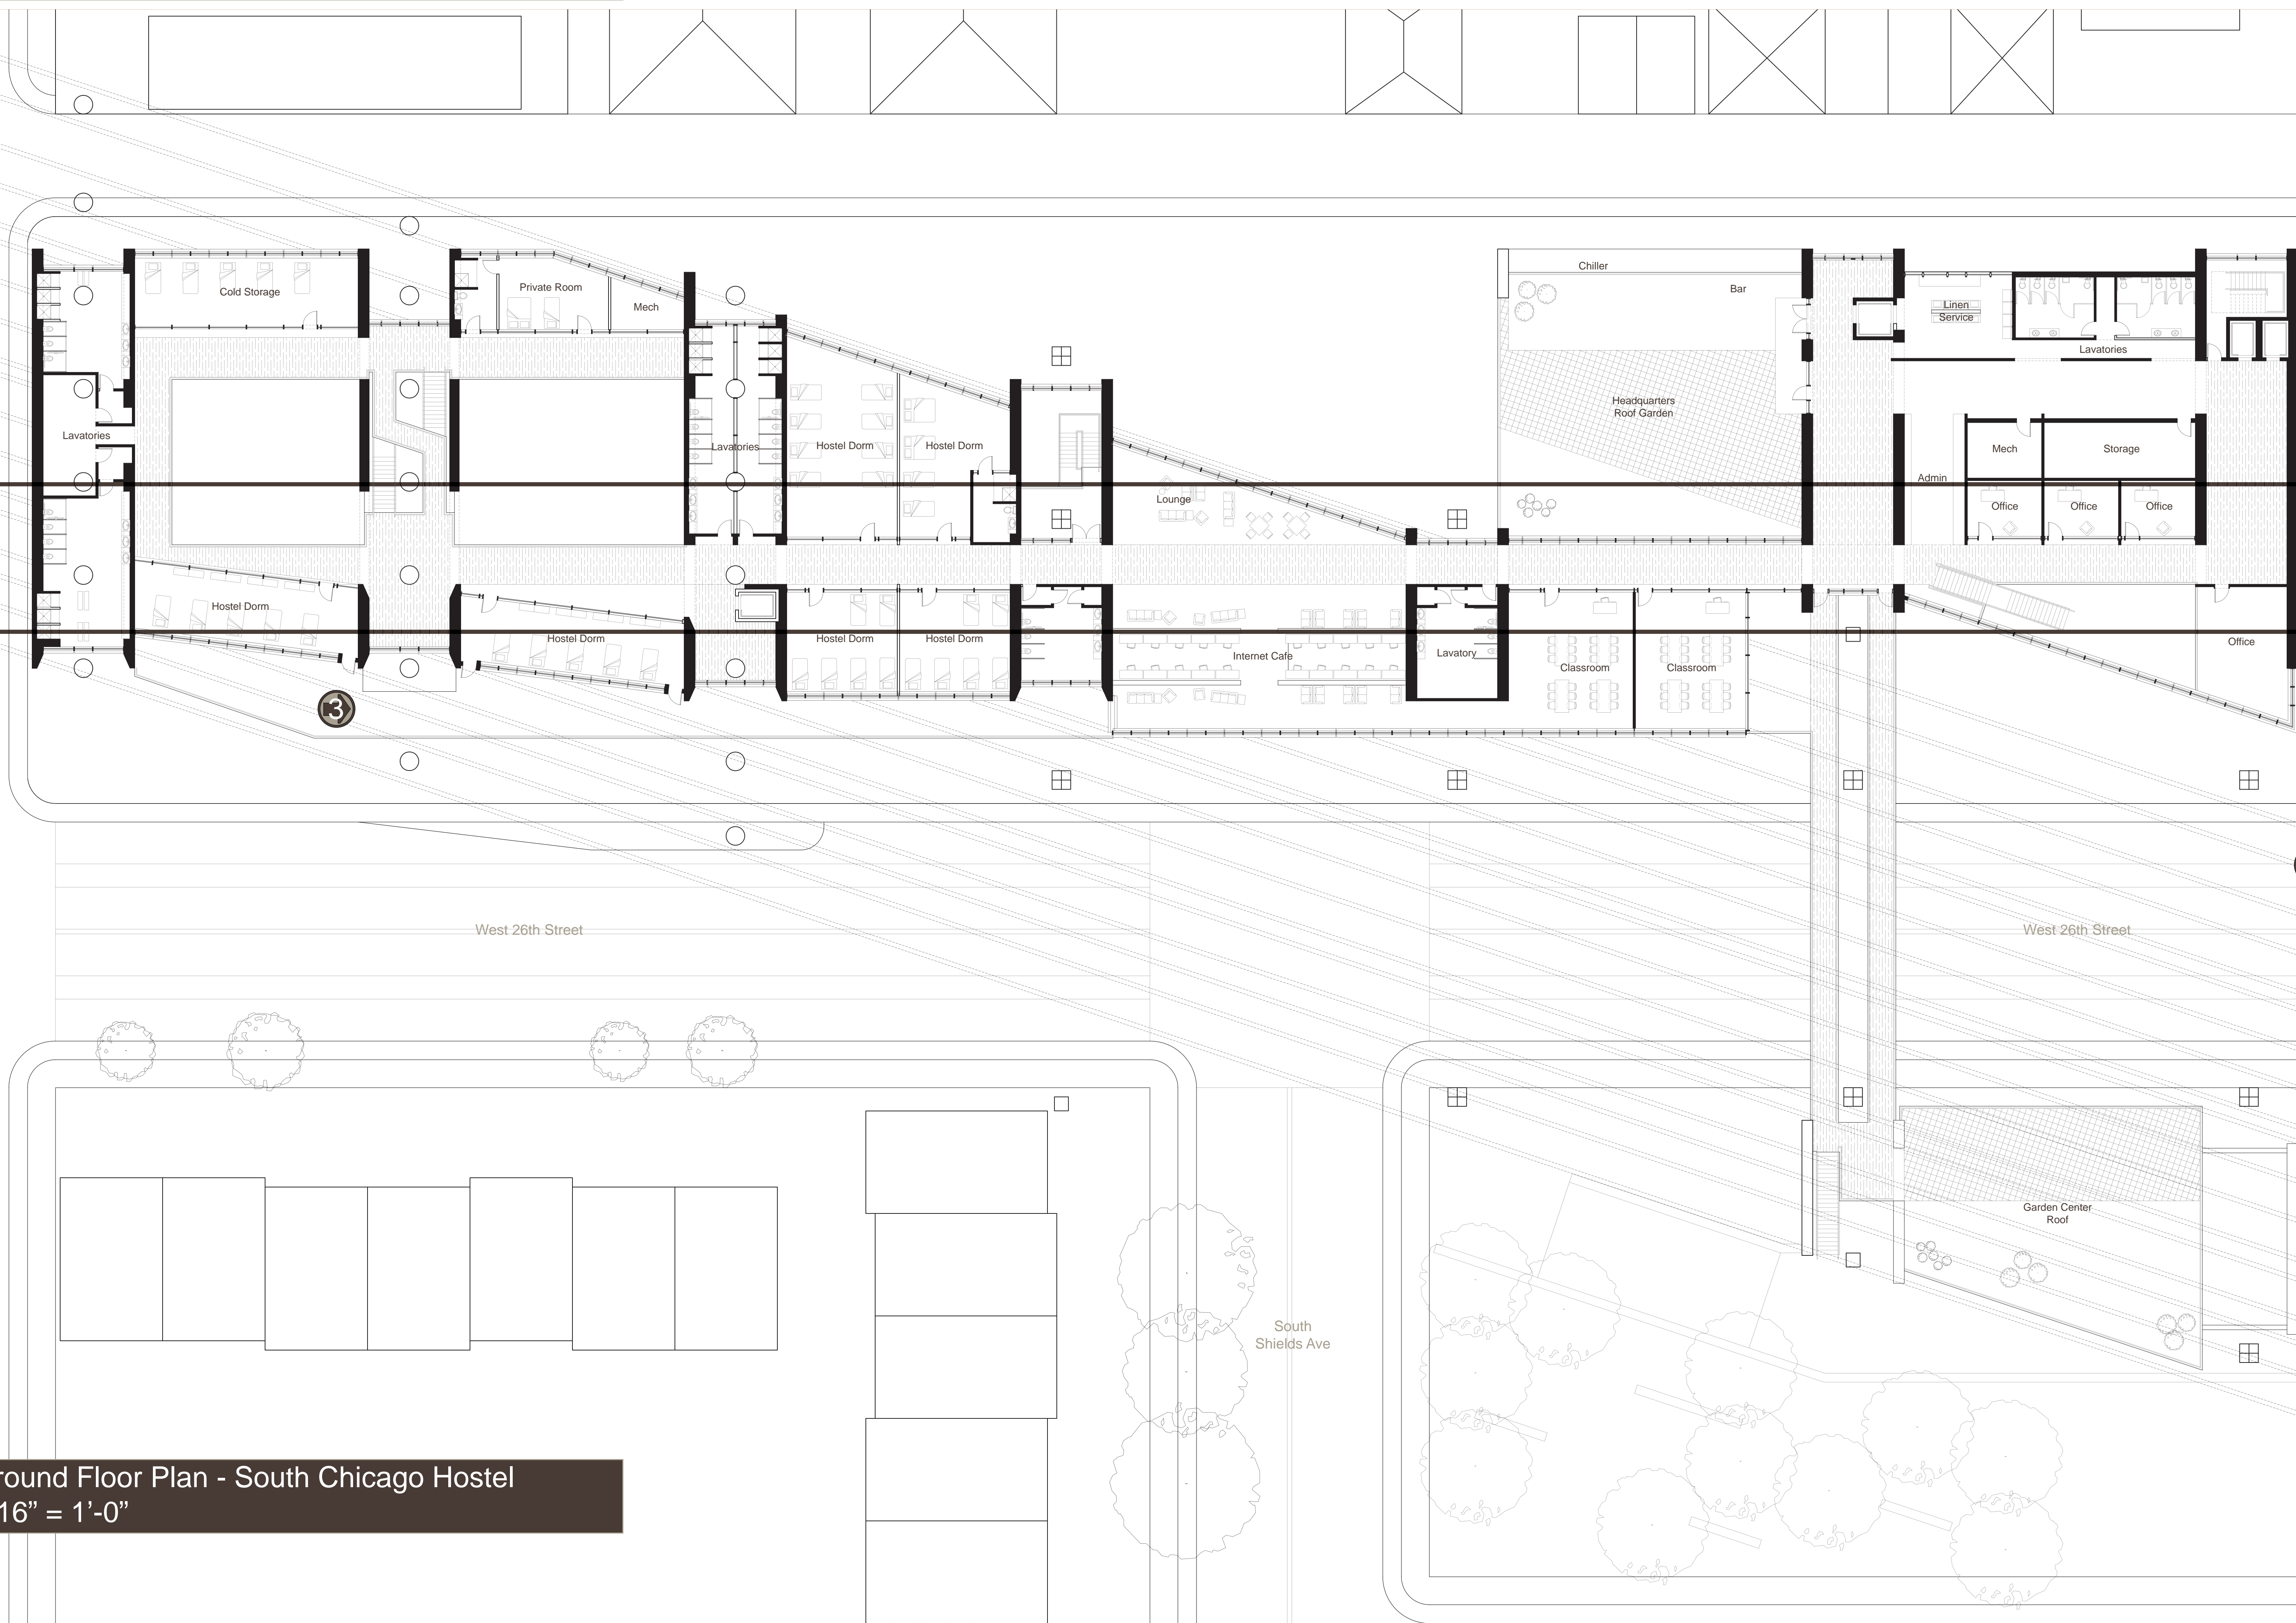 Chiller
Bar
Cold Storage
Private Room
Mech
Linen
Service
Lavatories
Headquarters
Roof Garden
Lavatories
Lavatories
Hostel Dorm
Hostel Dorm
Mech
Storage
Lounge
Admin
Office
Office
Office
Hostel Dorm
Hostel Dorm
Hostel Dorm
Hostel Dorm
Internet Cafe
Lavatory
Classroom
Classroom
Office
3
West 26th Street
West 26th Street
Garden Center
Roof
South
Shields Ave
round Floor Plan - South Chicago Hostel
16” = 1’-0”